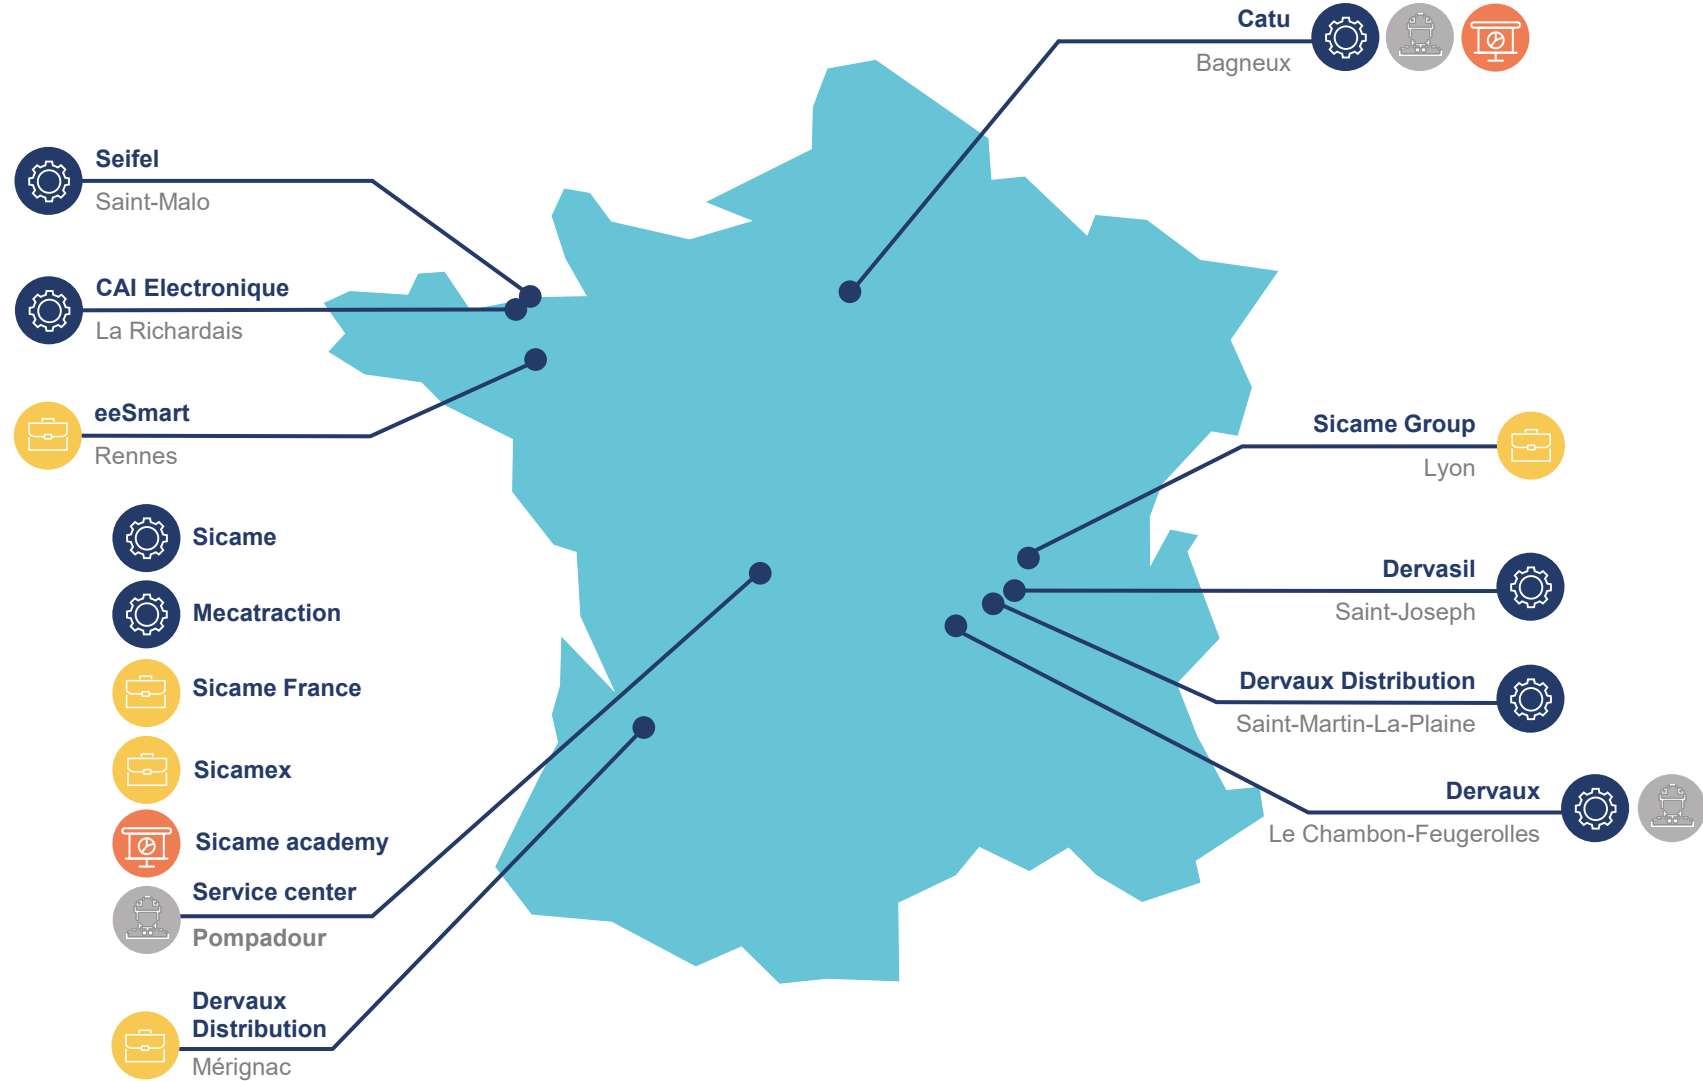 Catu
Bagneux
Seifel
Saint-Malo
CAI Electronique
La Richardais
eeSmart
Rennes
Sicame
Mecatraction
Sicame France
Sicamex
Sicame academy
Service center
Pompadour
Dervaux
Distribution
Mérignac
Sicame Group
Lyon
Dervasil
Saint-Joseph
Dervaux Distribution
Saint-Martin-La-Plaine
Dervaux
Le Chambon-Feugerolles